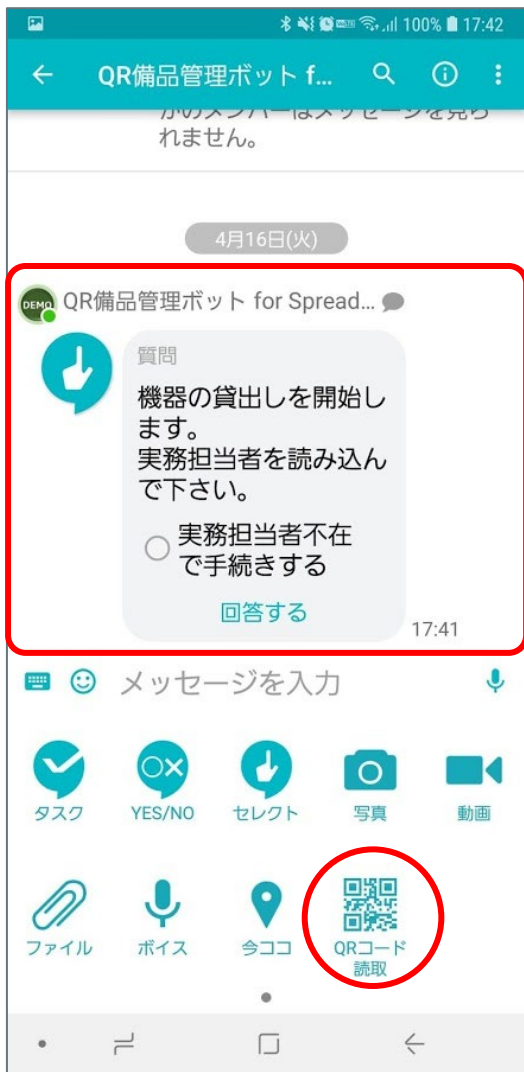 100% 17:42
QR備品管理ボット f...
かのメンバーはメッセージを見ら
れません。
4月16日(火)
DEMO QR備品管理ボット for Spread...
質問
機器の貸出しを開始し
ます。
実務担当者を読み込ん
で下さい。
実務担当者不在
で手続きする
回答する
17:41
メッセージを入力
タスク YES/NO セレクト 写真 動画
ファイル ボイス 今ココ QRコード
読取